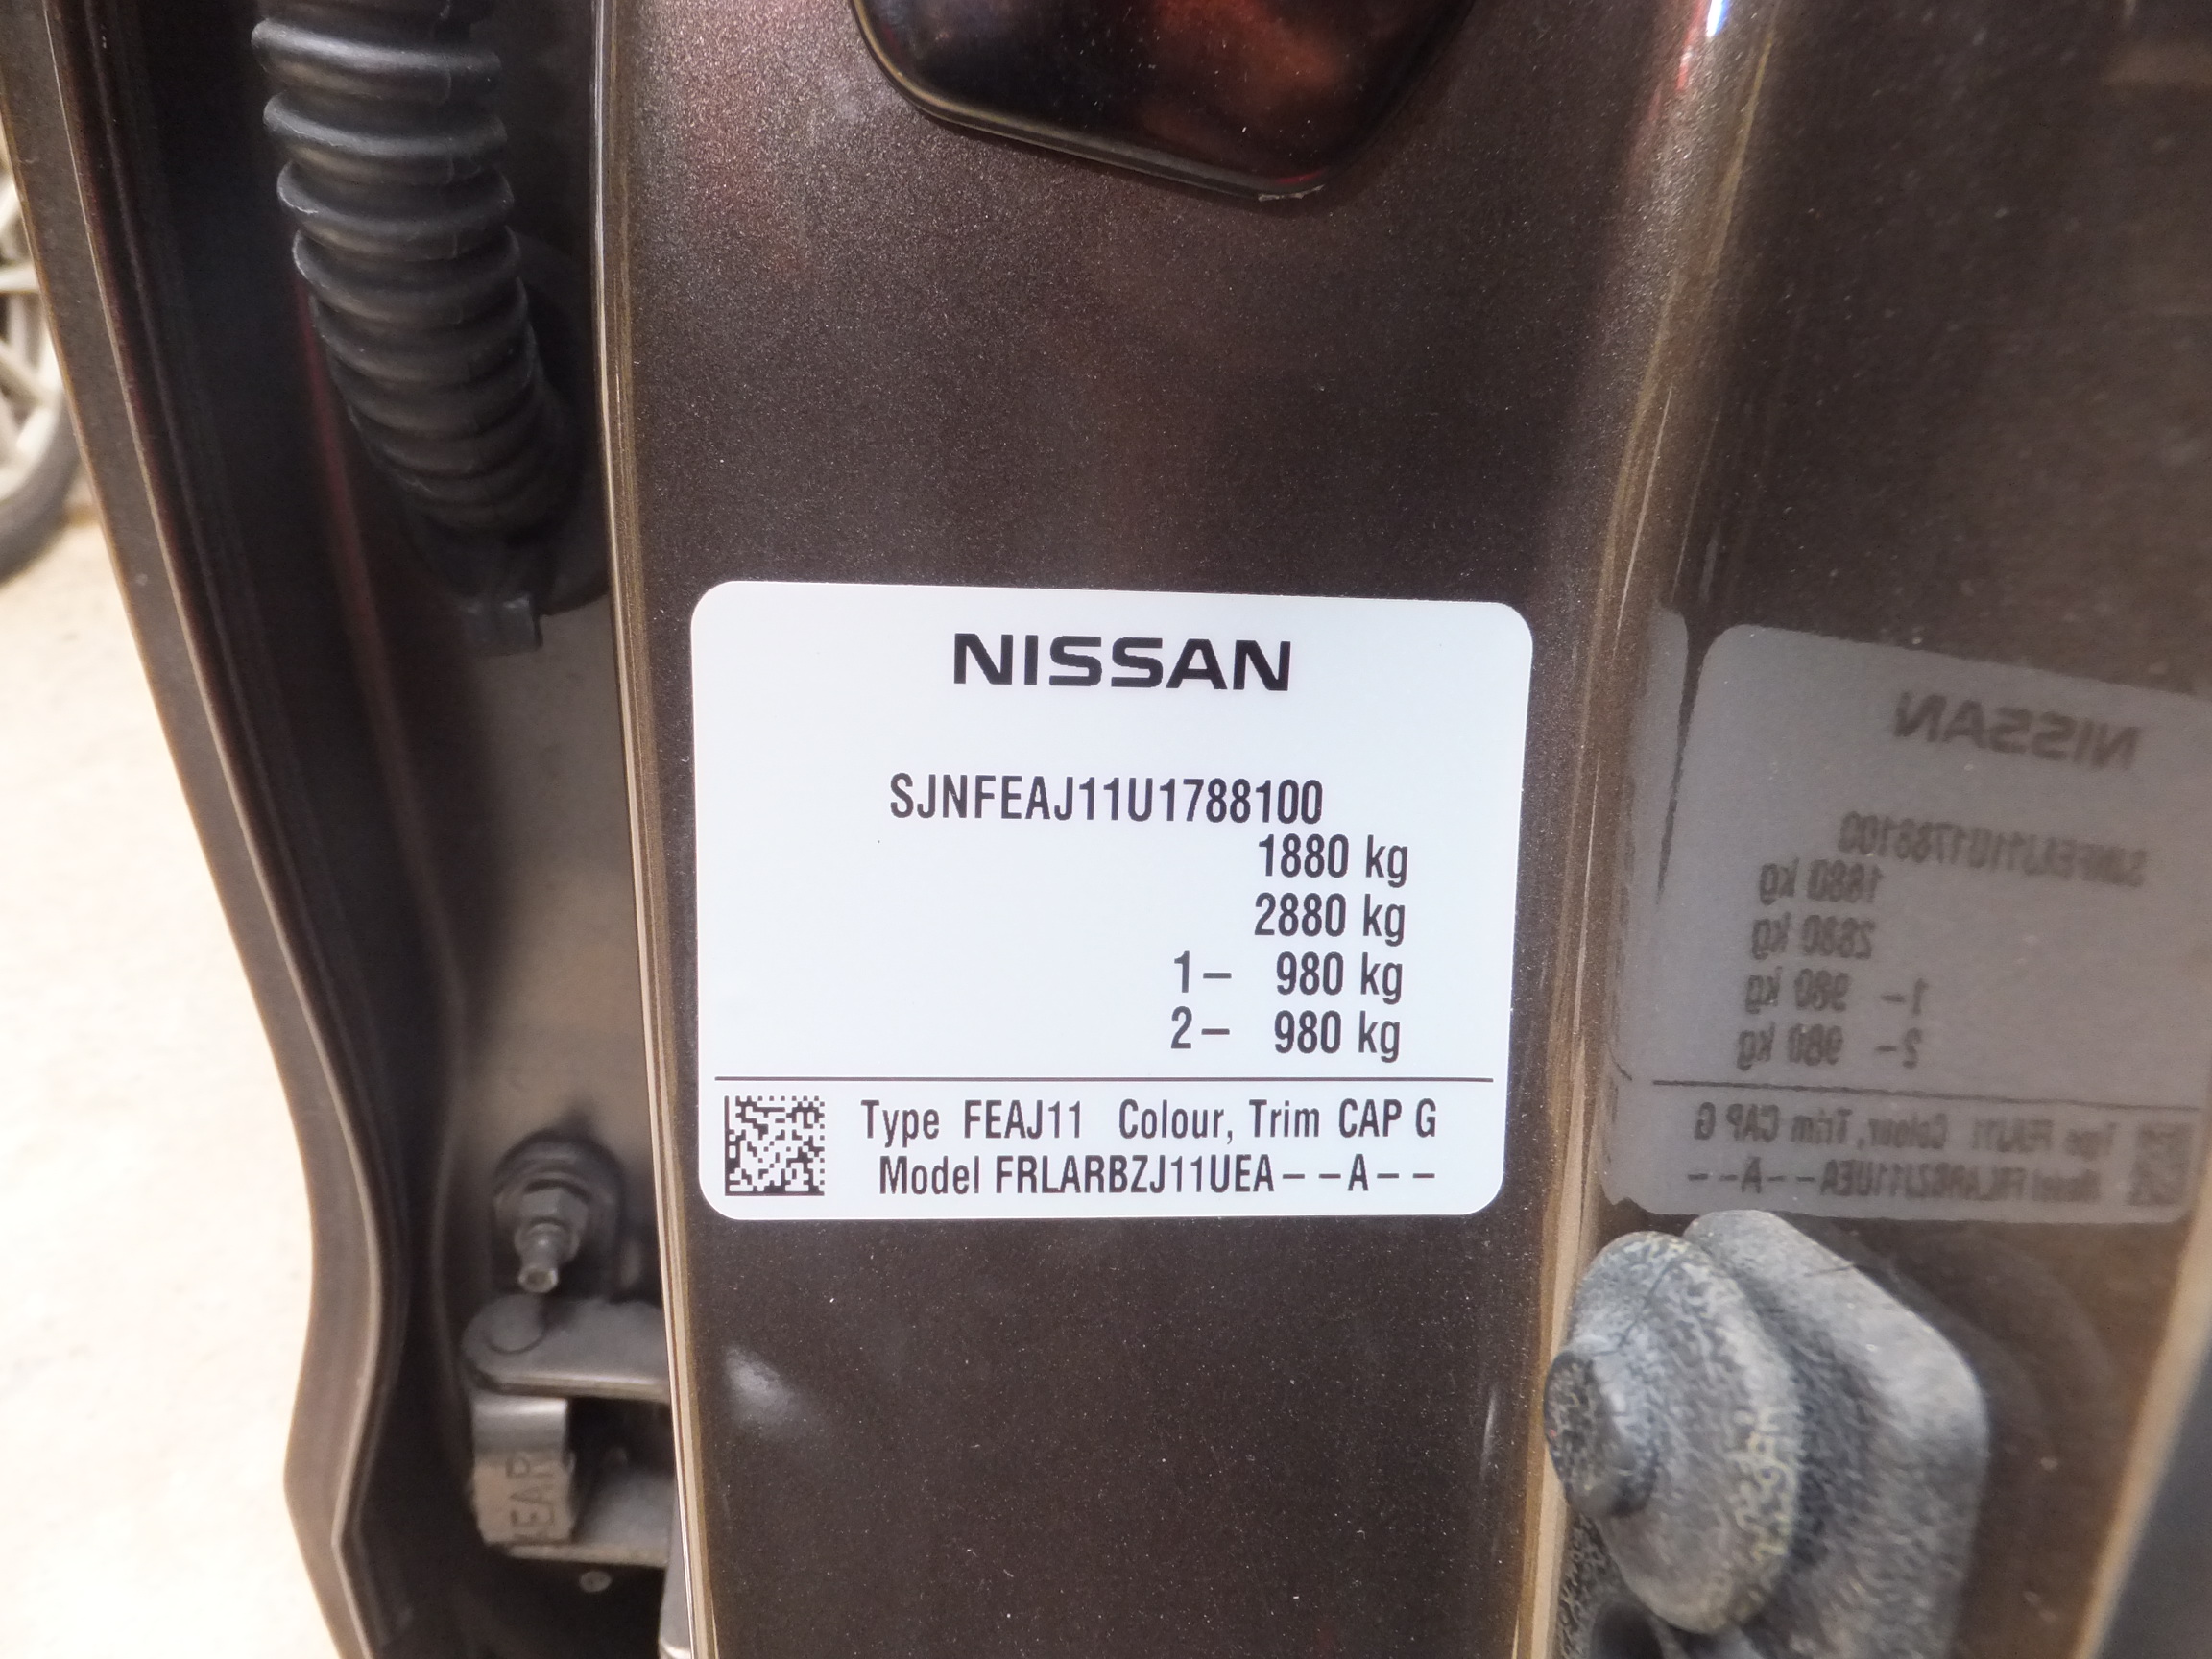 NISSAN
SJNFEAJ11U1788100
1880 kg
2880 kg
1– 980 kg
2– 980 kg
Type FEAJ11 Colour, Trim CAP G
Model FRLARBZJ11UEA– –A– –